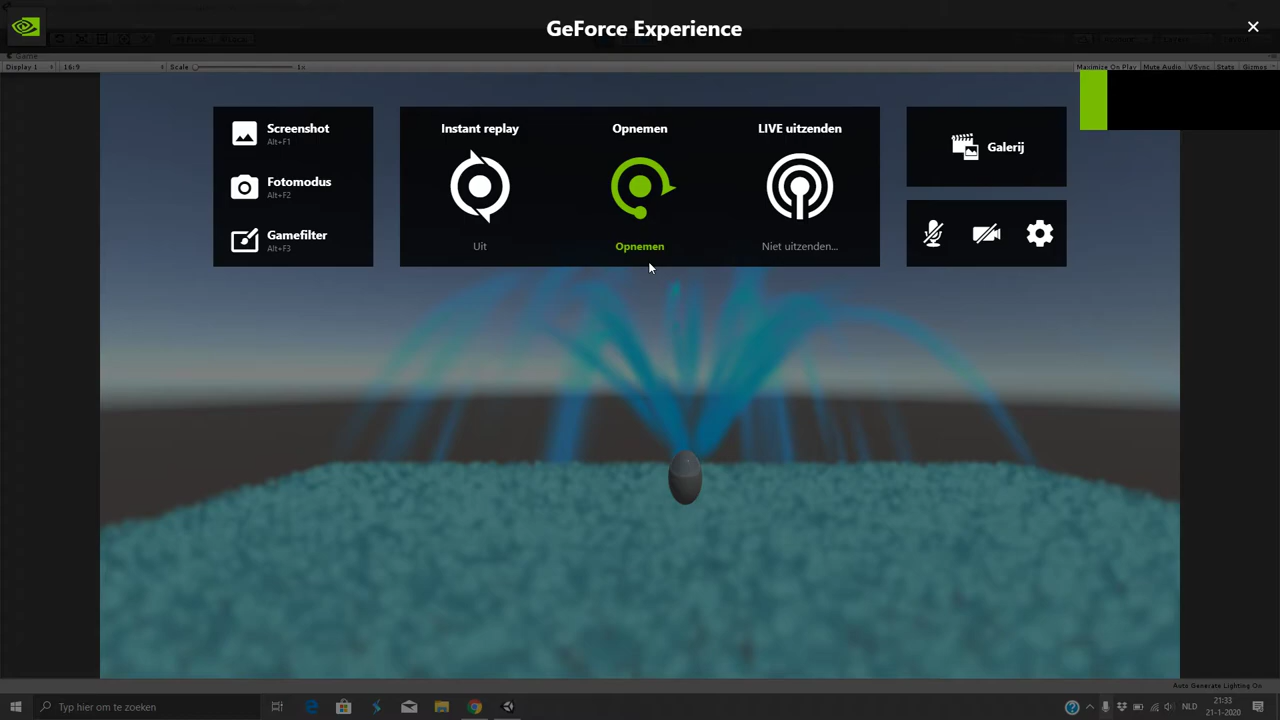 GeForce Experience
Game
Display 1
16:9
Scale
1x
Maximize On Play
Mute Audio
VSync
Stats
Gizmos
Screenshot
Alt+F1
Fotomodus
Alt+F2
Gamefilter
Alt+F3
Instant replay
Uit
Opnemen
Opnemen
LIVE uitzenden
Niet uitzenden...
Galerij
Auto Generate Lighting On
Typ hier om te zoeken
NLD
21:33
21-1-2020